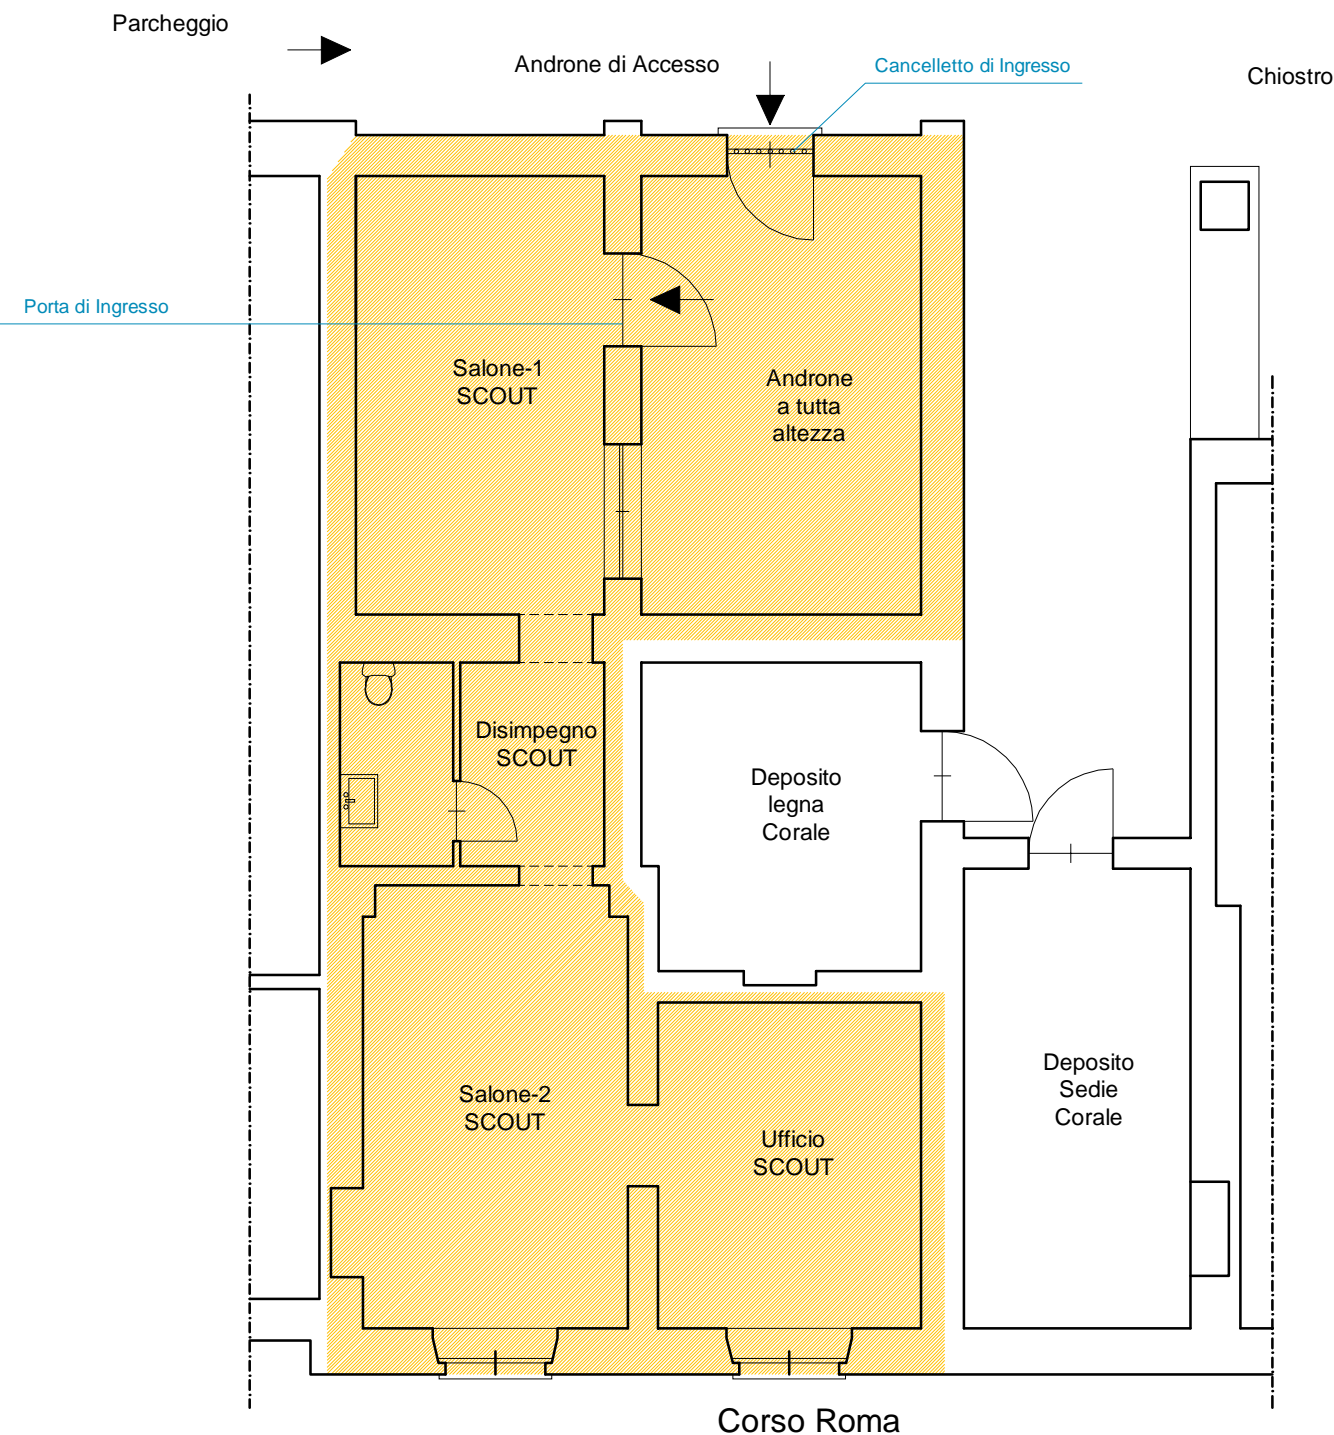 Parcheggio
Androne di Accesso
Cancelletto di Ingresso
Chiostro
Porta di Ingresso
Salone-1
SCOUT
Androne
a tutta
altezza
Disimpegno
SCOUT
Deposito
legna
Corale
Salone-2
SCOUT
Ufficio
SCOUT
Deposito
Sedie
Corale
Corso Roma